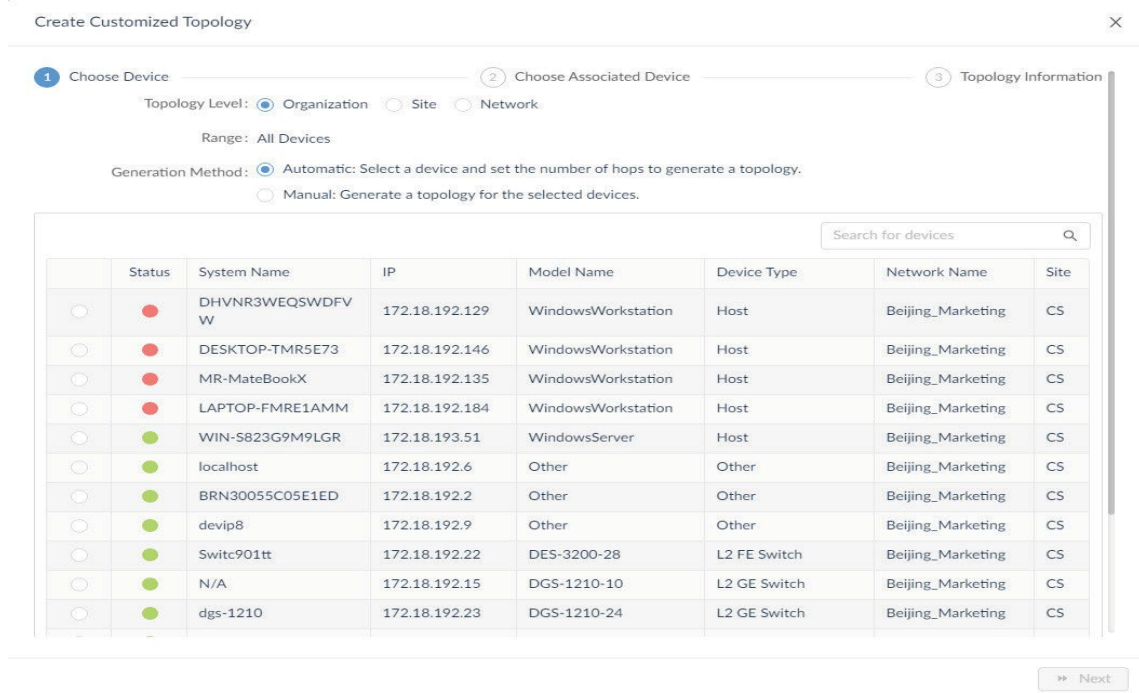 Create Customized Topology
1 Choose Device 2 Choose Associated Device 3 Topology Information
Topology Level: Organization Site Network
Range: All Devices
Generation Method: Automatic: Select a device and set the number of hops to generate a topology.
Manual: Generate a topology for the selected devices.
Search for devices
Status System Name IP Model Name Device Type Network Name Site
DHVNR3WEQSWDFV
W 172.18.192.129 WindowsWorkstation Host Beijing_Marketing CS
DESKTOP-TMR5E73 172.18.192.146 WindowsWorkstation Host Beijing_Marketing CS
MR-MateBookX 172.18.192.135 WindowsWorkstation Host Beijing_Marketing CS
LAPTOP-FMRE1AMM 172.18.192.184 WindowsWorkstation Host Beijing_Marketing CS
WIN-S823G9M9LGR 172.18.193.51 WindowsServer Host Beijing_Marketing CS
localhost 172.18.192.6 Other Other Beijing_Marketing CS
BRN30055C05E1ED 172.18.192.2 Other Other Beijing_Marketing CS
devip8 172.18.192.9 Other Other Beijing_Marketing CS
Switc901tt 172.18.192.22 DES-3200-28 L2 FE Switch Beijing_Marketing CS
N/A 172.18.192.15 DGS-1210-10 L2 GE Switch Beijing_Marketing CS
dgs-1210 172.18.192.23 DGS-1210-24 L2 GE Switch Beijing_Marketing CS
Next